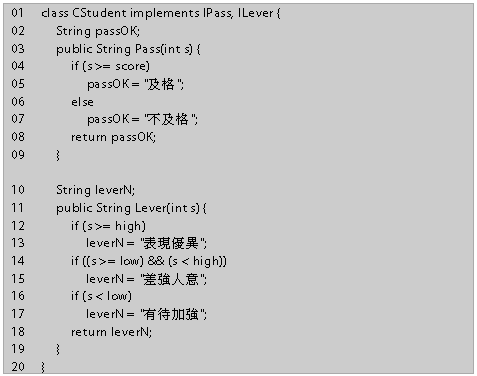 01 class CStudent implements IPass, ILever {
02 String passOK;
03 public String Pass(int s) {
04 if (s >= score)
05 passOK = "及格";
06 else
07 passOK = "不及格";
08 return passOK;
09 }
10 String leverN;
11 public String Lever(int s) {
12 if (s >= high)
13 leverN = "表現優異";
14 if ((s >= low) && (s < high))
15 leverN = "差強人意";
16 if (s < low)
17 leverN = "有待加強";
18 return leverN;
19 }
20 }